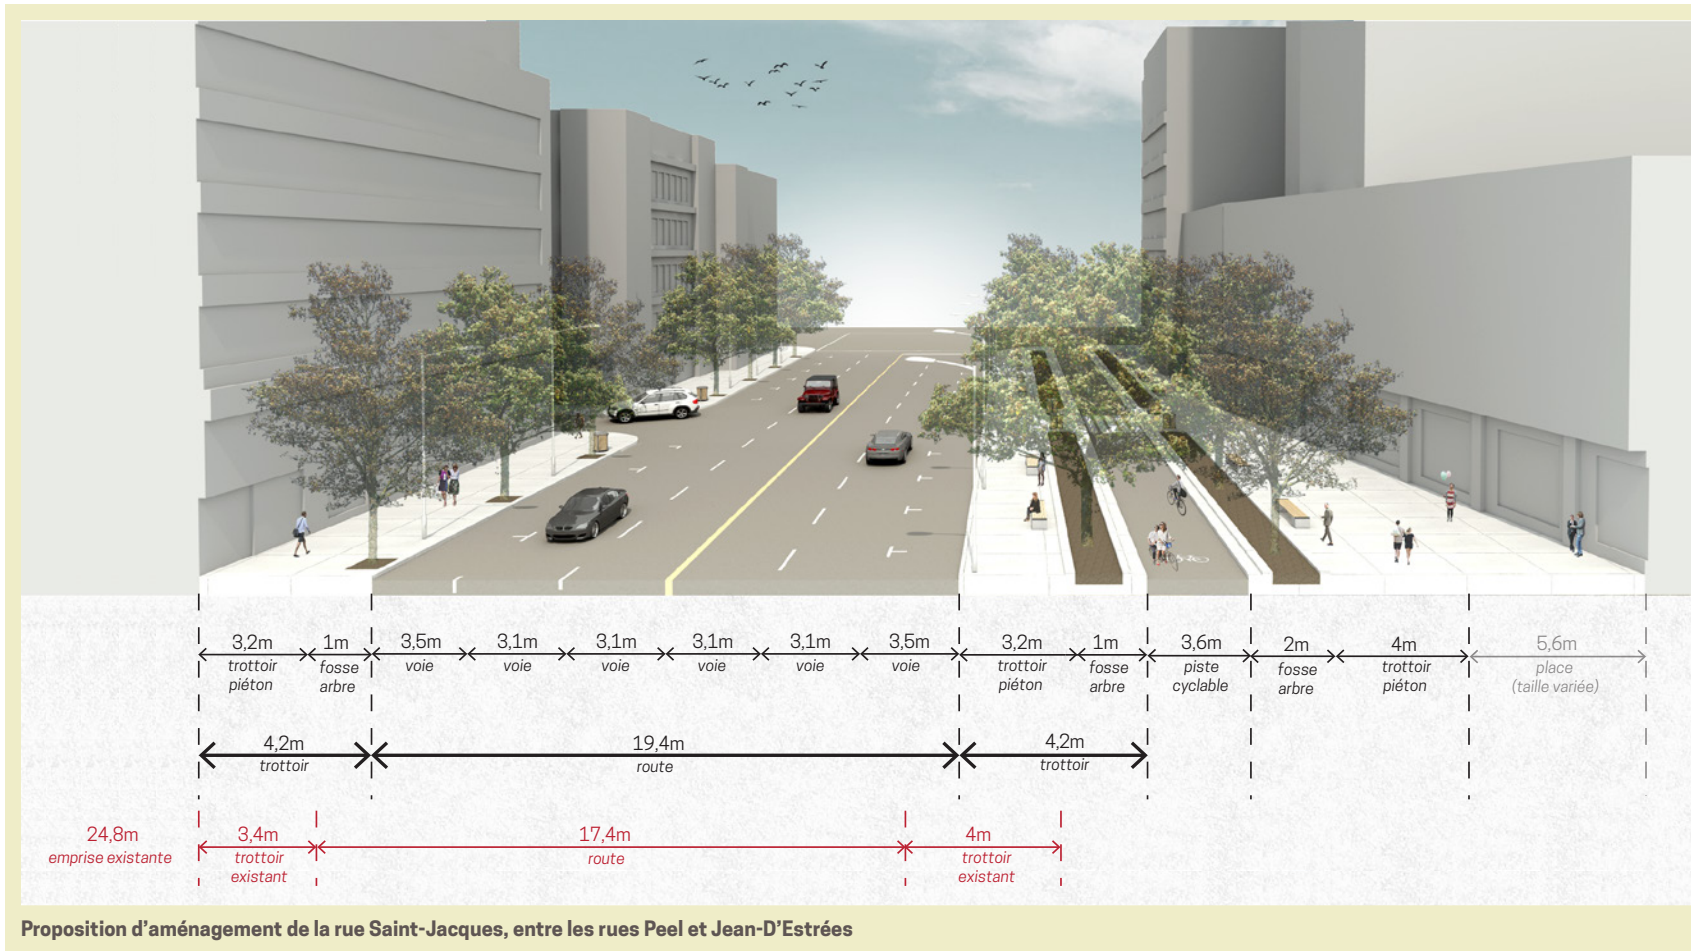 3,2m 1m 3,5m 3,1m 3,1m 3,1m 3,1m 3,5m 3,2m 1m 3,6m 2m 4m 5,6m
trottoir piéton
fosse arbre
voie
voie
voie
voie
voie
voie
trottoir piéton
fosse arbre
piste cyclable
fosse arbre
trottoir piéton
place (taille variée)
4,2m 19,4m 4,2m
trottoir route trottoir
24,8m 3,4m 17,4m 4m
emprise existante trottoir route trottoir
existant existant
Proposition d'aménagement de la rue Saint-Jacques, entre les rues Peel et Jean-D'Estrées